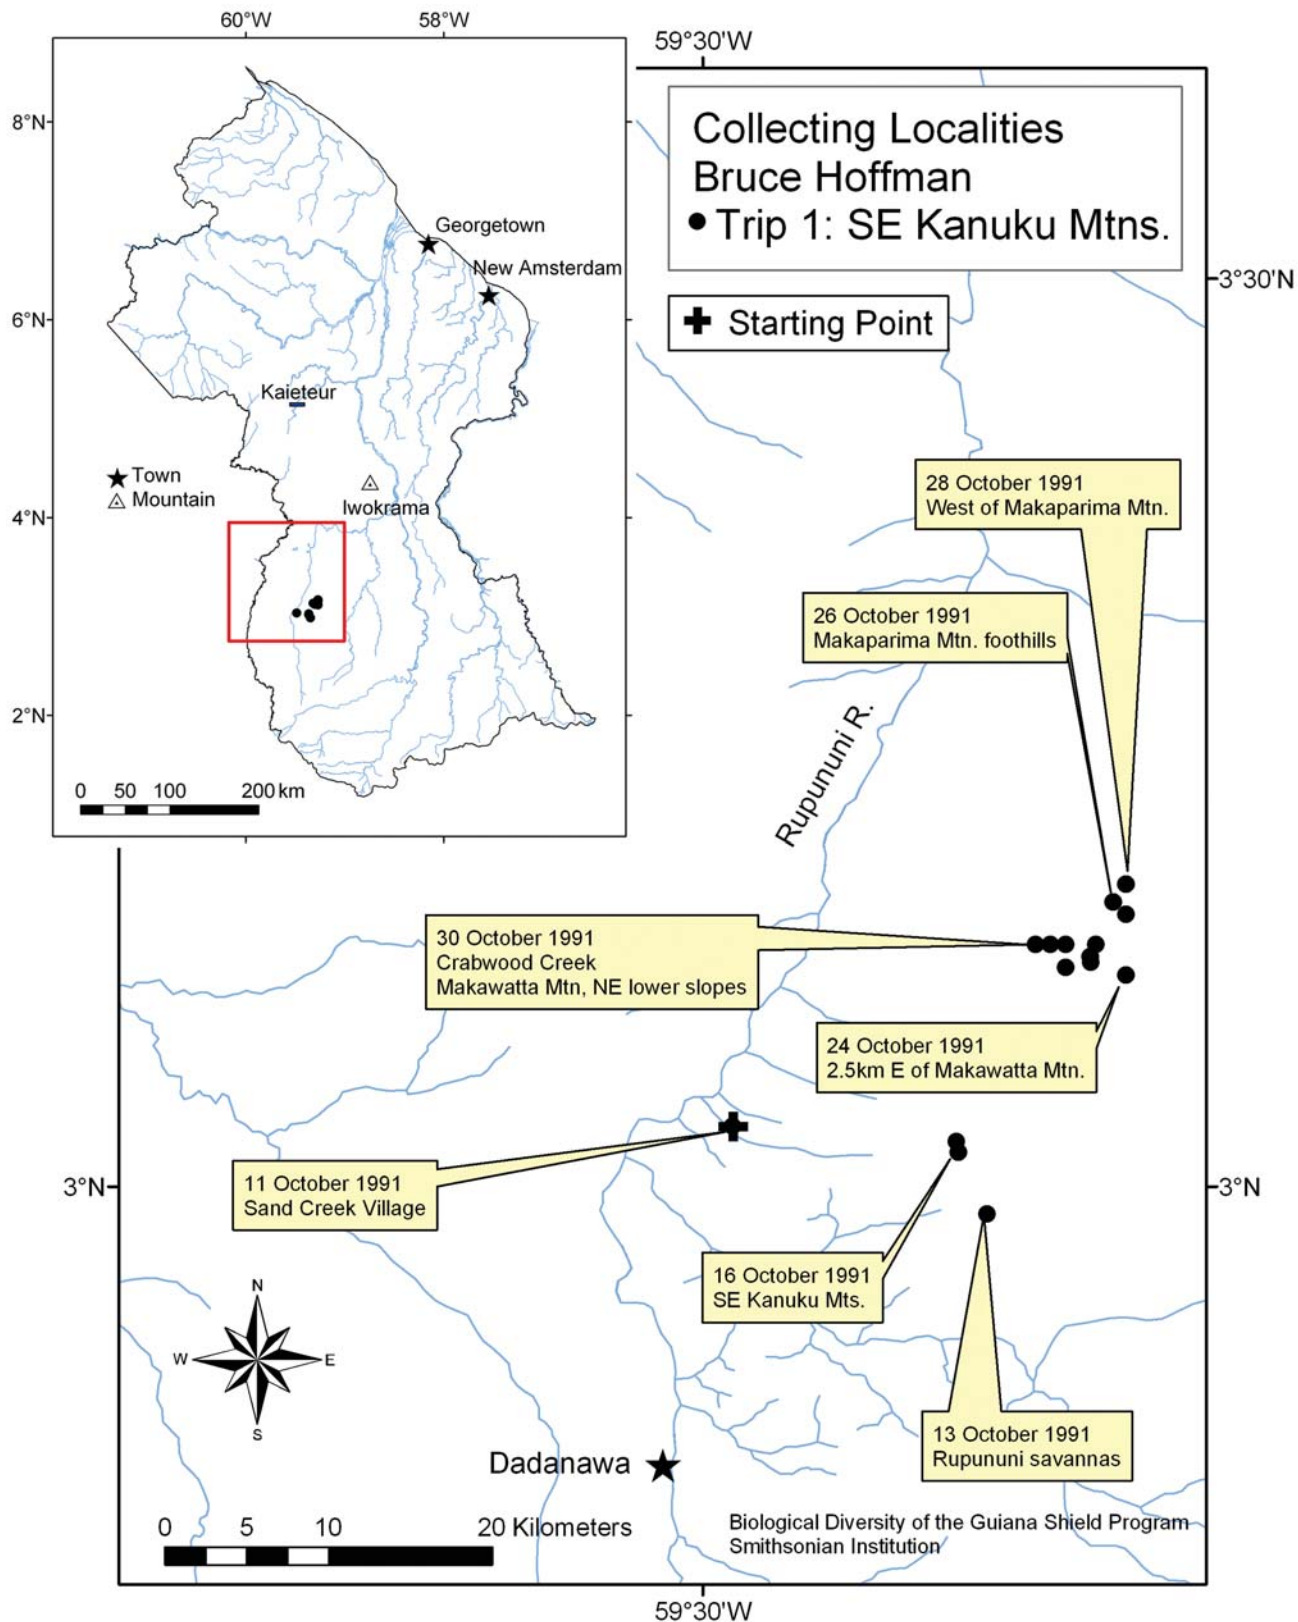 60°W
58°W
8°N
6°N
4°N
2°N
Georgetown
New Amsterdam
Kaieteur
Town
Mountain
Iwokrama
0 50 100 200 km
59°30'W
Collecting Localities
Bruce Hoffman
Trip 1: SE Kanuku Mtns.
Starting Point
3°30'N
28 October 1991
West of Makaparima Mtn.
26 October 1991
Makaparima Mtn. foothills
Rupununi R.
30 October 1991
Crabwood Creek
Makawatta Mtn, NE lower slopes
24 October 1991
2.5km E of Makawatta Mtn.
11 October 1991
Sand Creek Village
3°N
3°N
16 October 1991
SE Kanuku Mts.
13 October 1991
Rupununi savannas
N
W
E
S
Dadanawa
0 5 10 20 Kilometers
Biological Diversity of the Guiana Shield Program
Smithsonian Institution
59°30'W